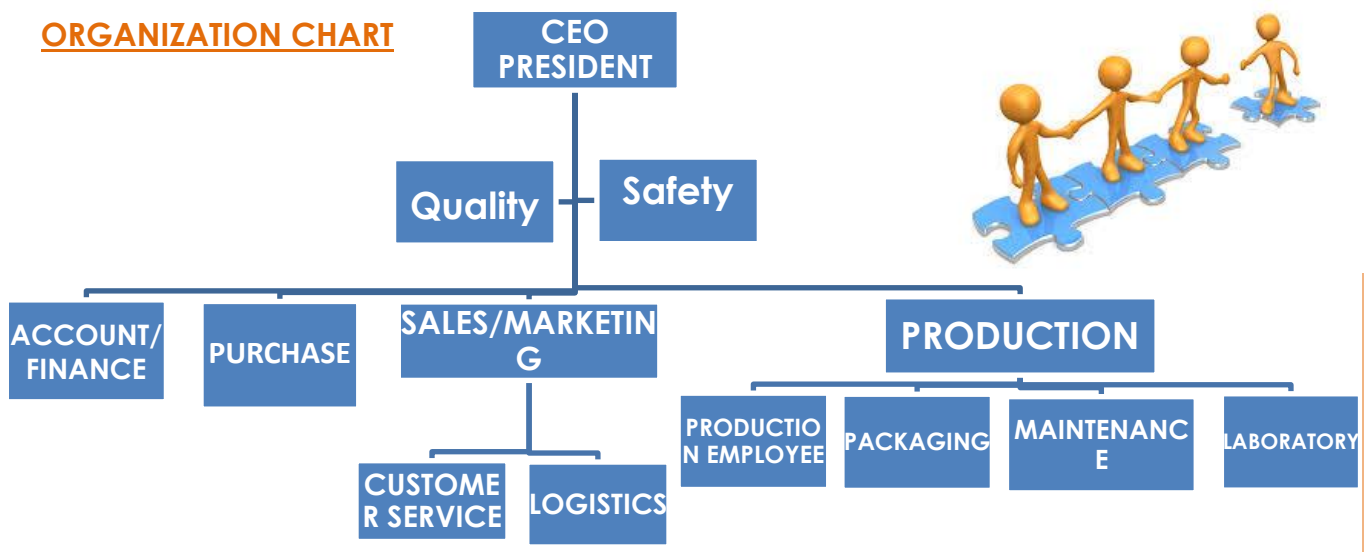 ORGANIZATION CHART
CEO
PRESIDENT
Quality
Safety
ACCOUNT/
FINANCE
PURCHASE
SALES/MARKETIN
G
PRODUCTION
PRODUCTIO
N EMPLOYEE
PACKAGING
MAINTENANC
E
LABORATORY
CUSTOME
R SERVICE
LOGISTICS